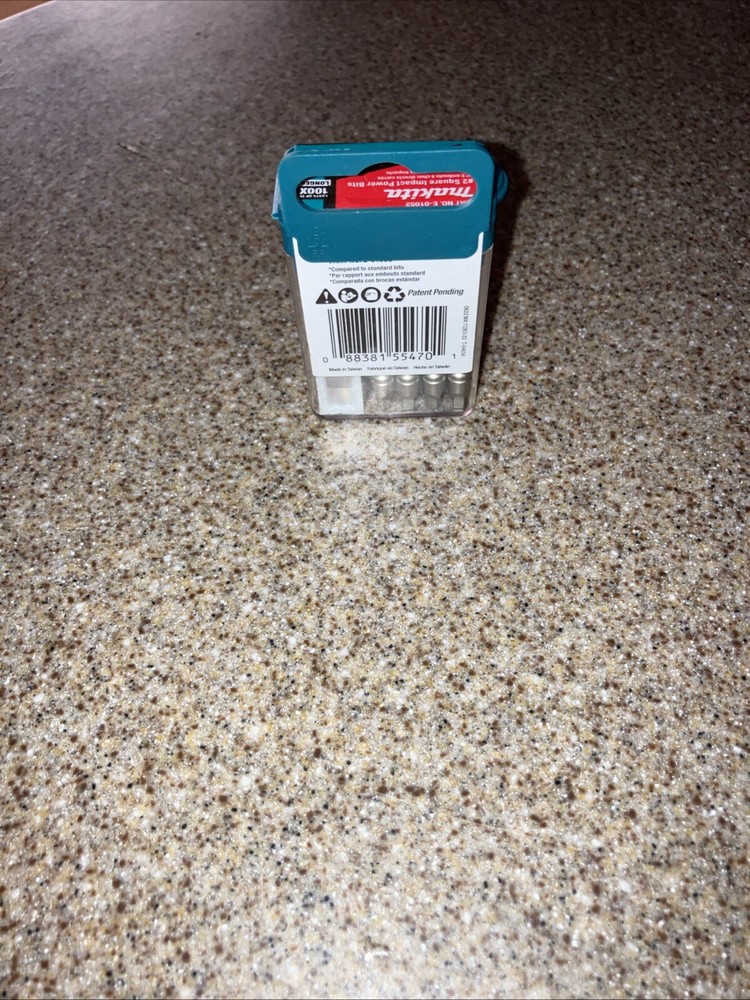 CAT NO. E-01052
makita
#2 Square Impact Power Bits
LASTS UP TO
100X
LONGER*
*Compared to standard bits
*Par rapport aux embouts standard
*Comparada con brocas estándar
Patent Pending
0 88381 55470 1
Made in Taiwan Fabriqué en Taiwan Hecho en Taiwán